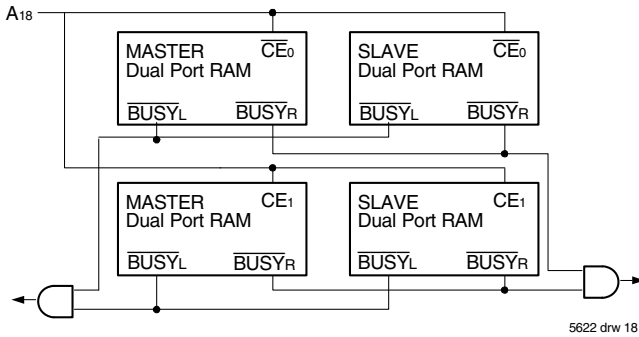 A18
MASTER CE0 SLAVE CE0
Dual Port RAM Dual Port RAM
BUSYL BUSYR BUSYL BUSYR
MASTER CE1 SLAVE CE1
Dual Port RAM Dual Port RAM
BUSYL BUSYR BUSYL BUSYR
5622 drw 18